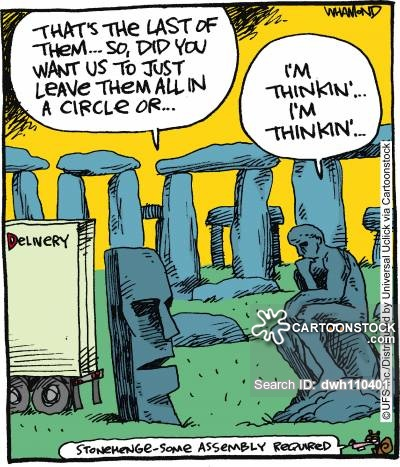 WHAMOND
THAT'S THE LAST OF
THEM... SO, DID YOU
WANT US TO JUST
LEAVE THEM ALL IN
A CIRCLE OR...
I'M
THINKIN'...
I'M
THINKIN'...
DELIVERY
CARTOONSTOCK
.com
Search ID: dwh110401
STONEHENGE-SOME ASSEMBLY REQUIRED
©UFS Inc./Distributed by Universal Uclick via Cartoonstock